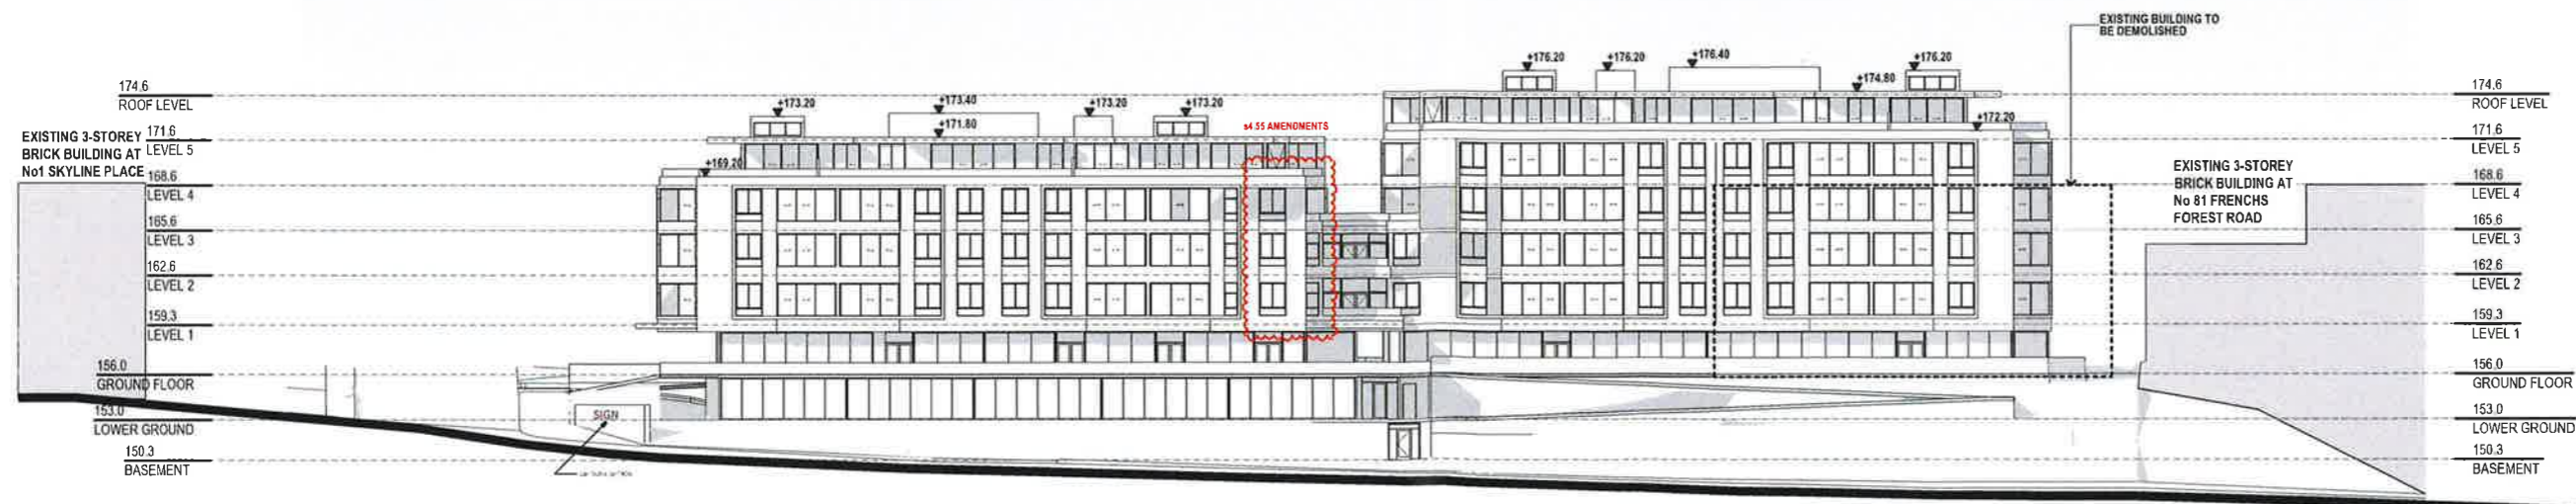 EXISTING BUILDING TO
BE DEMOLISHED
+176.20
+176.20
+176.40
+176.20
+174.80
174.6
ROOF LEVEL
174.6
ROOF LEVEL
+173.20
+173.40
+173.20
+173.20
+171.80
s4.55 AMENDMENTS
+172.20
EXISTING 3-STOREY
BRICK BUILDING AT
No1 SKYLINE PLACE
171.6
LEVEL 5
171.6
LEVEL 5
+169.20
EXISTING 3-STOREY
BRICK BUILDING AT
No 81 FRENCHS
FOREST ROAD
168.6
LEVEL 4
168.6
LEVEL 4
165.6
LEVEL 3
165.6
LEVEL 3
162.6
LEVEL 2
162.6
LEVEL 2
159.3
LEVEL 1
159.3
LEVEL 1
156.0
GROUND FLOOR
156.0
GROUND FLOOR
153.0
LOWER GROUND
SIGN
153.0
LOWER GROUND
150.3
BASEMENT
150.3
BASEMENT